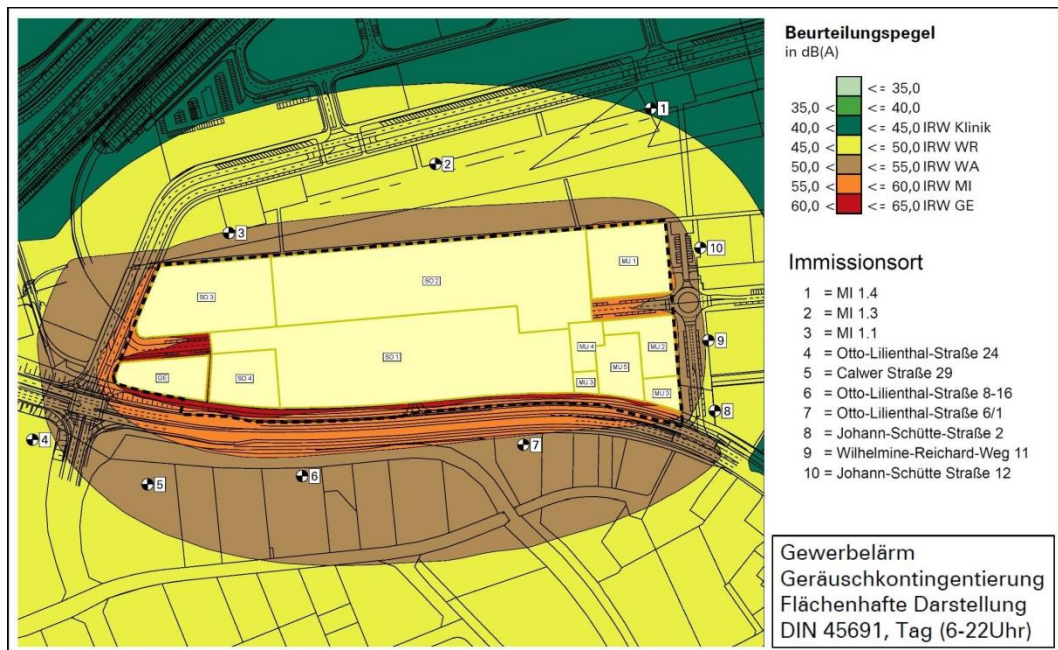 1
2
3
10
MU 1
SO 2
SO 3
9
MU 4
MU 2
SO 1
MU 5
GE
SO 4
MU 3
MU 3
8
4
7
6
5
Beurteilungspegel
in dB(A)
<= 35,0
35,0 < <= 40,0
40,0 < <= 45,0 IRW Klinik
45,0 < <= 50,0 IRW WR
50,0 < <= 55,0 IRW WA
55,0 < <= 60,0 IRW MI
60,0 < <= 65,0 IRW GE
Immissionsort
1 = MI 1.4
2 = MI 1.3
3 = MI 1.1
4 = Otto-Lilienthal-Straße 24
5 = Calwer Straße 29
6 = Otto-Lilienthal-Straße 8-16
7 = Otto-Lilienthal-Straße 6/1
8 = Johann-Schütte-Straße 2
9 = Wilhelmine-Reichard-Weg 11
10 = Johann-Schütte Straße 12
Gewerbelärm
Geräuschkontingentierung
Flächenhafte Darstellung
DIN 45691, Tag (6-22Uhr)